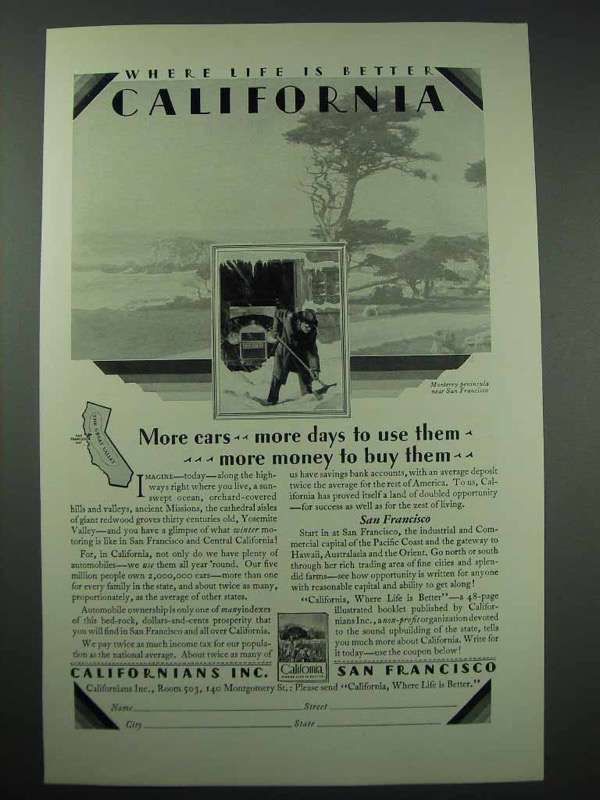 WHERE LIFE IS BETTER
CALIFORNIA
Monterey peninsula
near San Francisco
SAN
FRANCISCO
BAY
THE
GREAT VALLEY
More cars -- more days to use them -
--- more money to buy them --
IMAGINE—today—along the high-
ways right where you live, a sun-
swept ocean, orchard-covered
hills and valleys, ancient Missions, the cathedral aisles
of giant redwood groves thirty centuries old, Yosemite
Valley—and you have a glimpse of what winter mo-
toring is like in San Francisco and Central California!
For, in California, not only do we have plenty of
automobiles—we use them all year 'round. Our five
million people own 2,000,000 cars—more than one
for every family in the state, and about twice as many,
proportionately, as the average of other states.
Automobile ownership is only one of many indexes
of this bed-rock, dollars-and-cents prosperity that
you will find in San Francisco and all over California.
We pay twice as much income tax for our popula-
tion as the national average. About twice as many of
us have savings bank accounts, with an average deposit
twice the average for the rest of America. To us, Cal-
ifornia has proved itself a land of doubled opportunity
—for success as well as for the zest of living.
San Francisco
Start in at San Francisco, the industrial and Com-
mercial capital of the Pacific Coast and the gateway to
Hawaii, Australasia and the Orient. Go north or south
through her rich trading area of fine cities and splen-
did farms—see how opportunity is written for anyone
with reasonable capital and ability to get along!
"California, Where Life is Better"—a 48-page
illustrated booklet published by Califor-
nians Inc., a non-profit organization devoted
to the sound upbuilding of the state, tells
you much more about California. Write for
it today—use the coupon below!
California
WHERE LIFE IS BETTER
CALIFORNIANS INC. SAN FRANCISCO
Californians Inc., Room 503, 140 Montgomery St.: Please send "California, Where Life is Better."
Name Street
City State